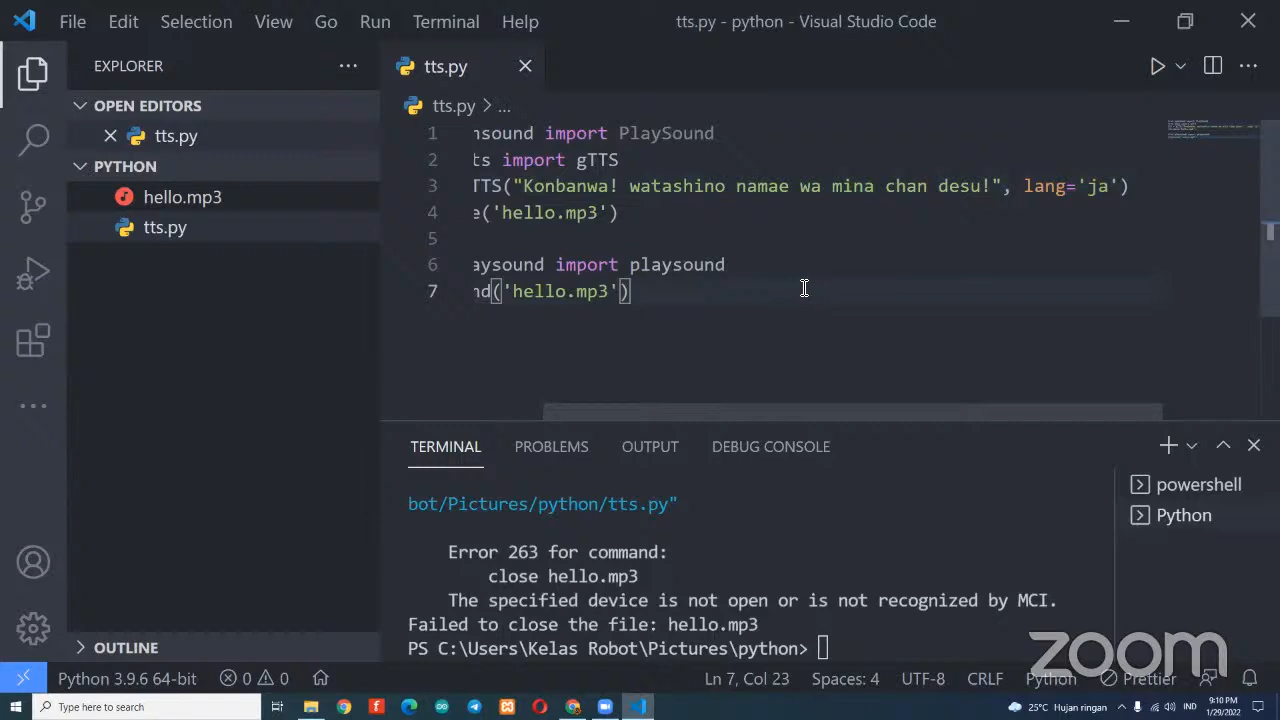 File Edit Selection View Go Run Terminal Help
tts.py - python - Visual Studio Code
EXPLORER
tts.py
OPEN EDITORS
tts.py
PYTHON
hello.mp3
tts.py
tts.py > ...
1 nsound import PlaySound
2 ts import gTTS
3 TTS("Konbanwa! watashino namae wa mina chan desu!", lang='ja')
4 e('hello.mp3')
5
6 aysound import playsound
7 nd('hello.mp3')
TERMINAL PROBLEMS OUTPUT DEBUG CONSOLE
powershell
Python
bot/Pictures/python/tts.py"
Error 263 for command:
close hello.mp3
The specified device is not open or is not recognized by MCI.
Failed to close the file: hello.mp3
PS C:\Users\Kelas Robot\Pictures\python>
OUTLINE
zoom
Python 3.9.6 64-bit 0 0 Ln 7, Col 23 Spaces: 4 UTF-8 CRLF Python Prettier
Type here to search
25°C Hujan ringan IND 9:10 PM
1/29/2022